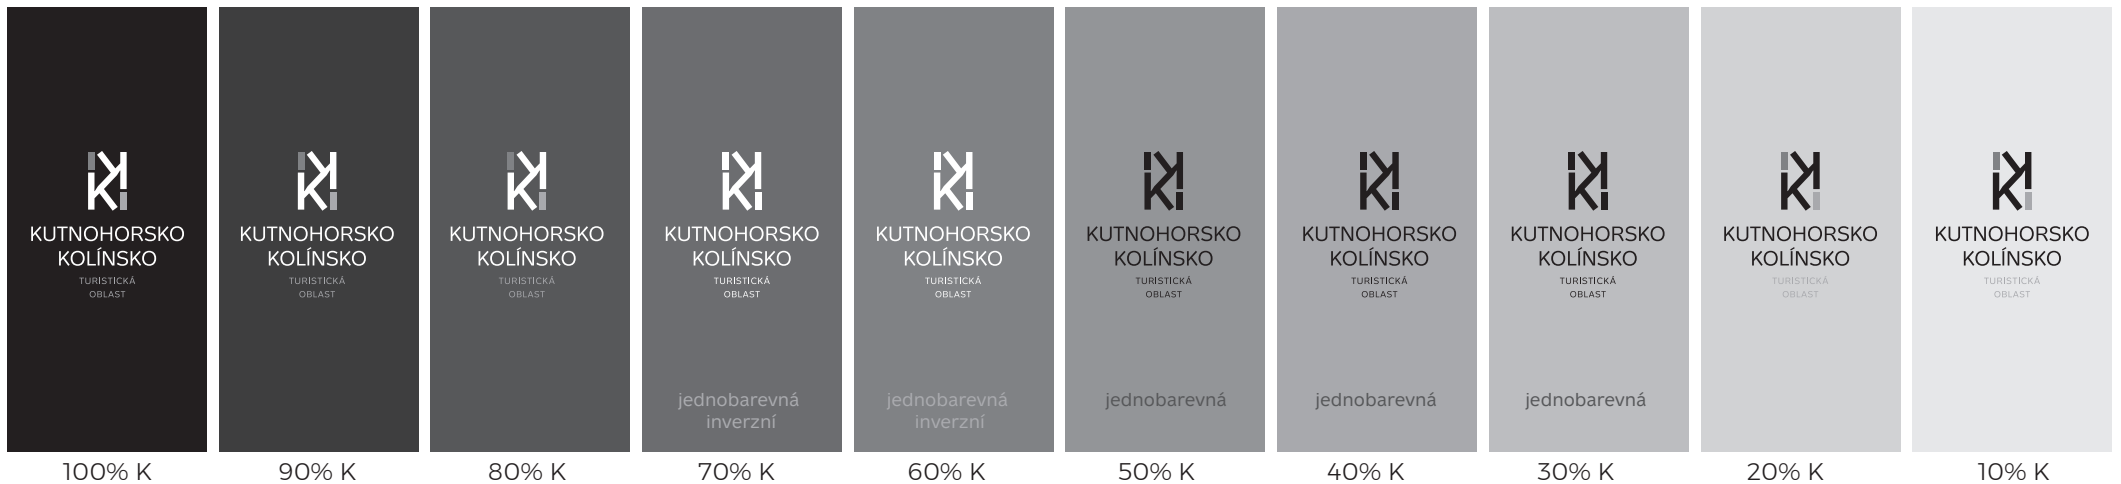 KUTNOHORSKO
KOLÍNSKO
TURISTICKÁ
OBLAST
100% K
KUTNOHORSKO
KOLÍNSKO
TURISTICKÁ
OBLAST
90% K
KUTNOHORSKO
KOLÍNSKO
TURISTICKÁ
OBLAST
80% K
KUTNOHORSKO
KOLÍNSKO
TURISTICKÁ
OBLAST
jednobarevná
inverzní
70% K
KUTNOHORSKO
KOLÍNSKO
TURISTICKÁ
OBLAST
jednobarevná
inverzní
60% K
KUTNOHORSKO
KOLÍNSKO
TURISTICKÁ
OBLAST
jednobarevná
50% K
KUTNOHORSKO
KOLÍNSKO
TURISTICKÁ
OBLAST
jednobarevná
40% K
KUTNOHORSKO
KOLÍNSKO
TURISTICKÁ
OBLAST
jednobarevná
30% K
KUTNOHORSKO
KOLÍNSKO
TURISTICKÁ
OBLAST
20% K
KUTNOHORSKO
KOLÍNSKO
TURISTICKÁ
OBLAST
10% K